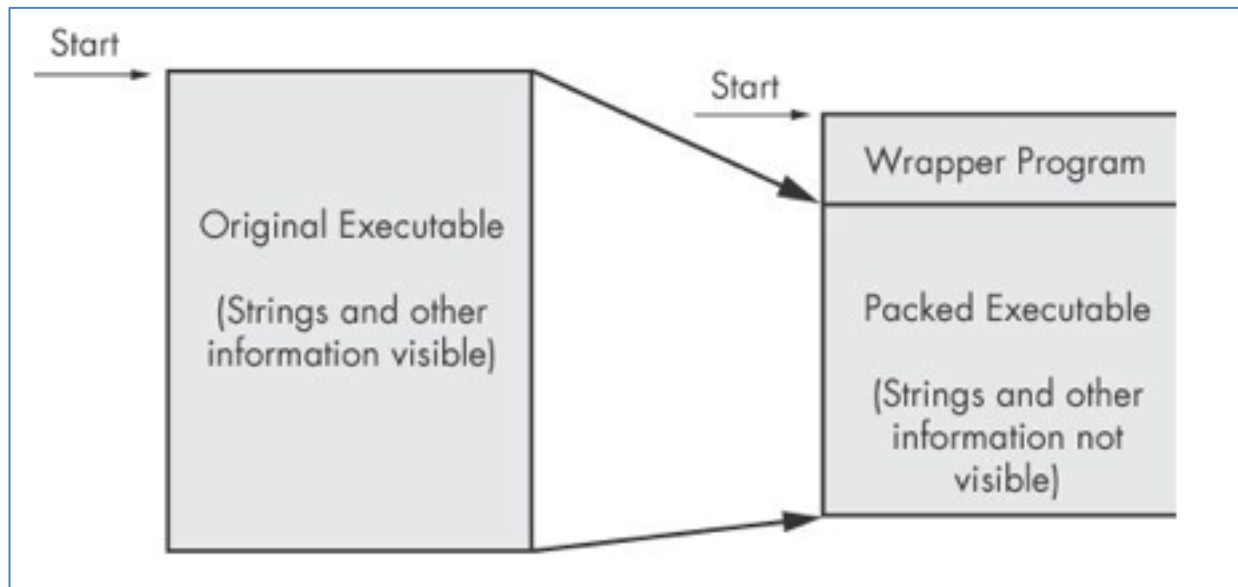 Start
Original Executable
(Strings and other
information visible)
Start
Wrapper Program
Packed Executable
(Strings and other
information not
visible)